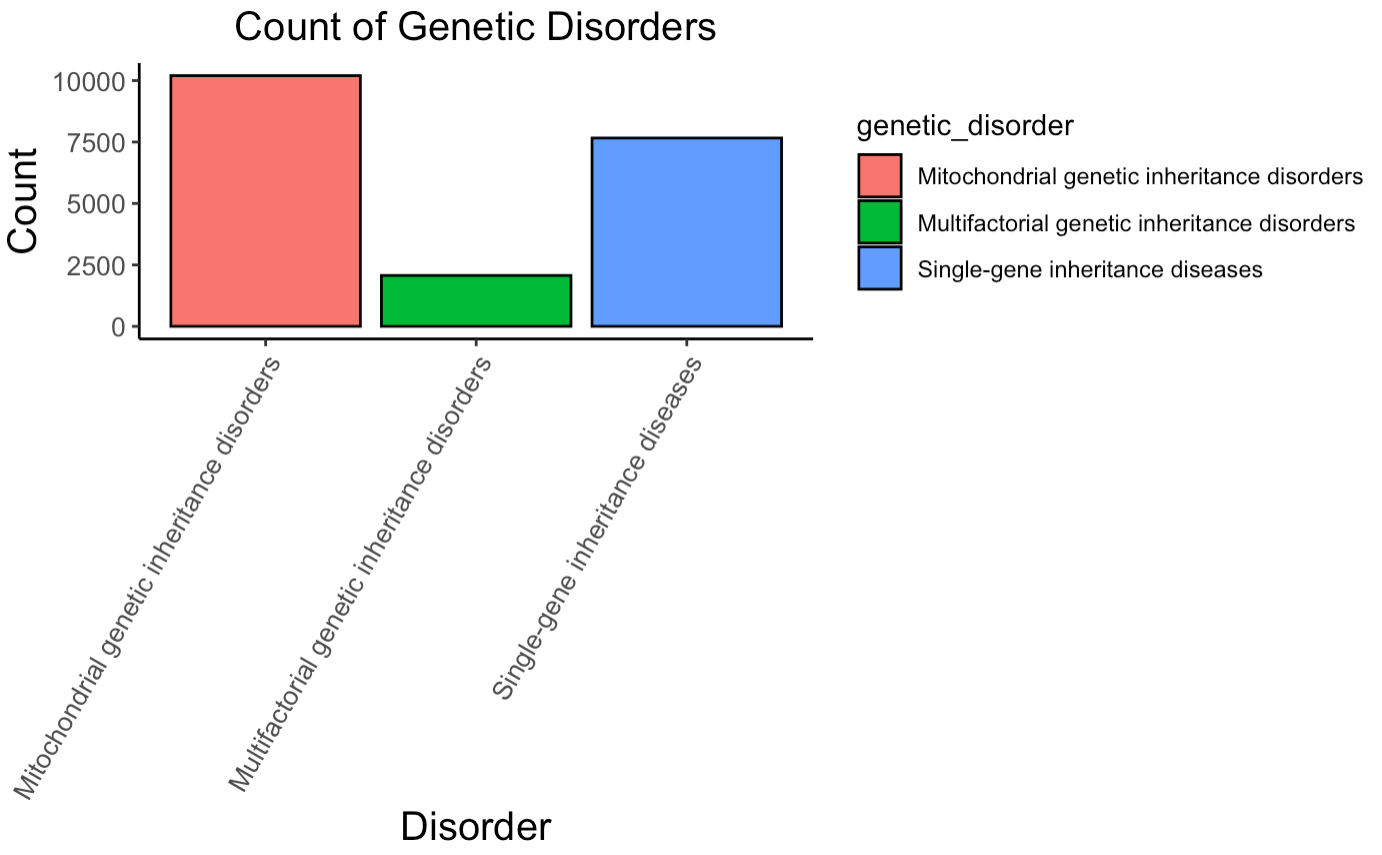 Count of Genetic Disorders
Count
10000
7500
5000
2500
0
Mitochondrial genetic inheritance disorders
Multifactorial genetic inheritance disorders
Single-gene inheritance diseases
Disorder
genetic_disorder
Mitochondrial genetic inheritance disorders
Multifactorial genetic inheritance disorders
Single-gene inheritance diseases